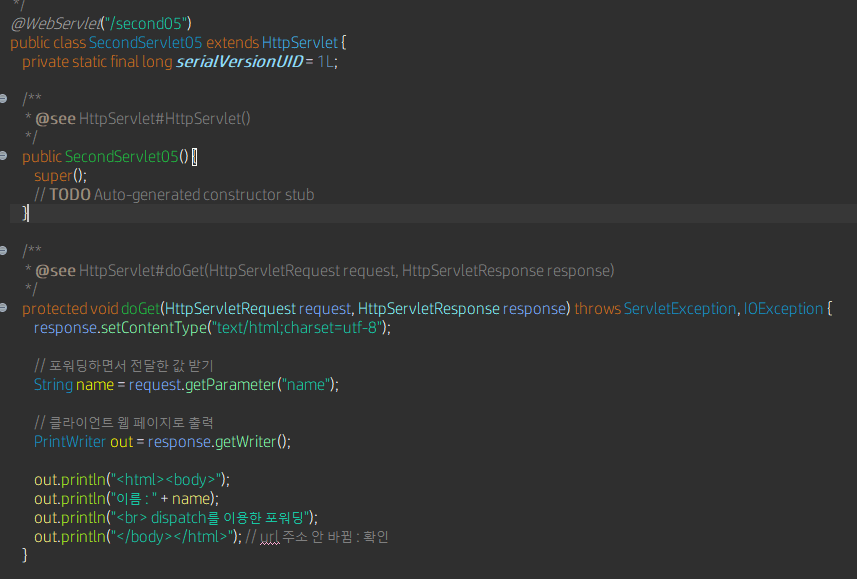 */
@WebServlet("/second05")
public class SecondServlet05 extends HttpServlet {
private static final long serialVersionUID = 1L;
/**
* @see HttpServlet#HttpServlet()
*/
public SecondServlet05() {
super();
// TODO Auto-generated constructor stub
}
/**
* @see HttpServlet#doGet(HttpServletRequest request, HttpServletResponse response)
*/
protected void doGet(HttpServletRequest request, HttpServletResponse response) throws ServletException, IOException {
response.setContentType("text/html;charset=utf-8");
// 포워딩하면서 전달한 값 받기
String name = request.getParameter("name");
// 클라이언트 웹 페이지로 출력
PrintWriter out = response.getWriter();
out.println("<html><body>");
out.println("이름 : " + name);
out.println("<br> dispatch를 이용한 포워딩");
out.println("</body></html>"); // url 주소 안 바뀜 : 확인
}